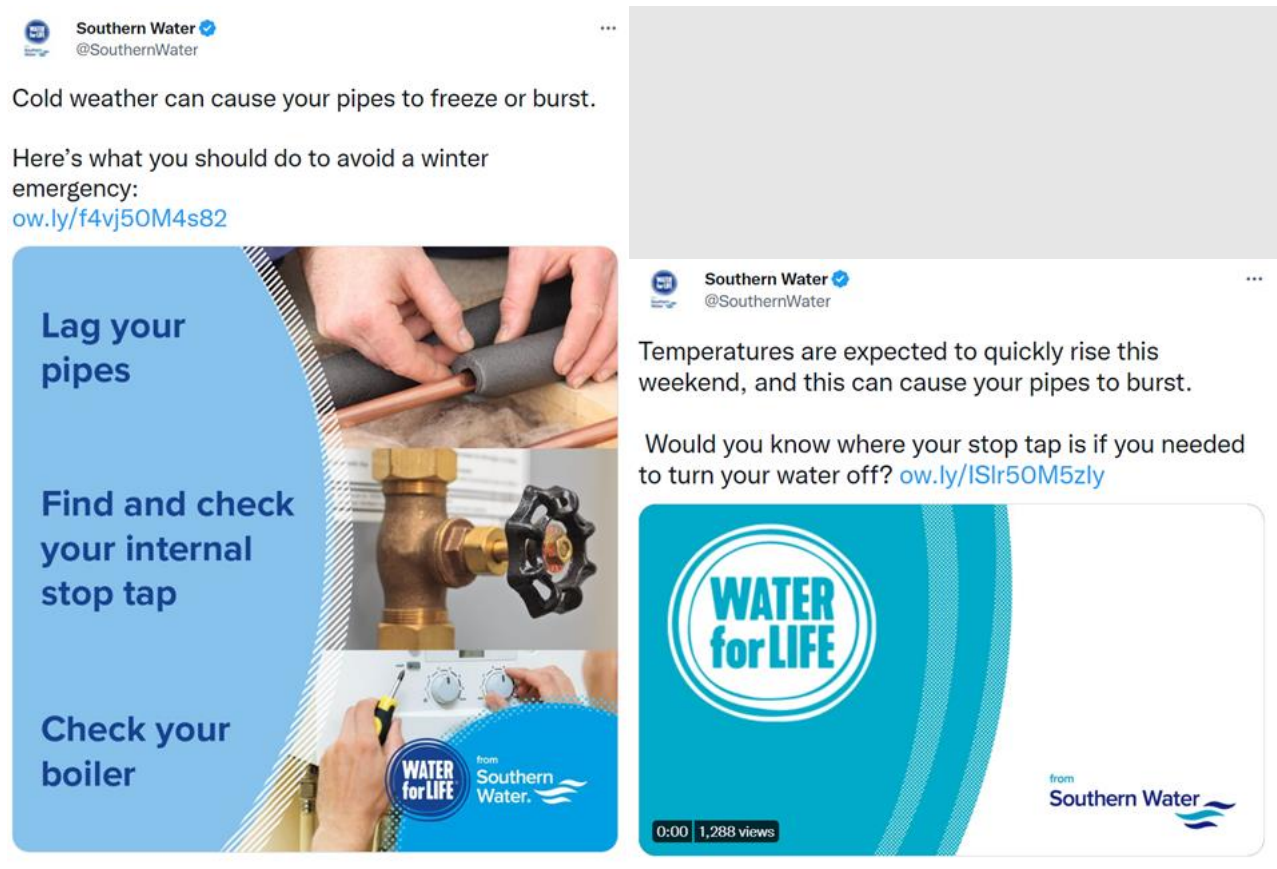 Southern Water
@SouthernWater
Cold weather can cause your pipes to freeze or burst.
Here's what you should do to avoid a winter
emergency:
ow.ly/f4vj50M4s82
Lag your
pipes
Find and check
your internal
stop tap
Check your
boiler
WATER
for LIFE
from
Southern
Water.
Southern Water
@SouthernWater
Temperatures are expected to quickly rise this
weekend, and this can cause your pipes to burst.
Would you know where your stop tap is if you needed
to turn your water off? ow.ly/ISlr50M5zly
WATER
for LIFE
from
Southern Water
0:00 1,288 views